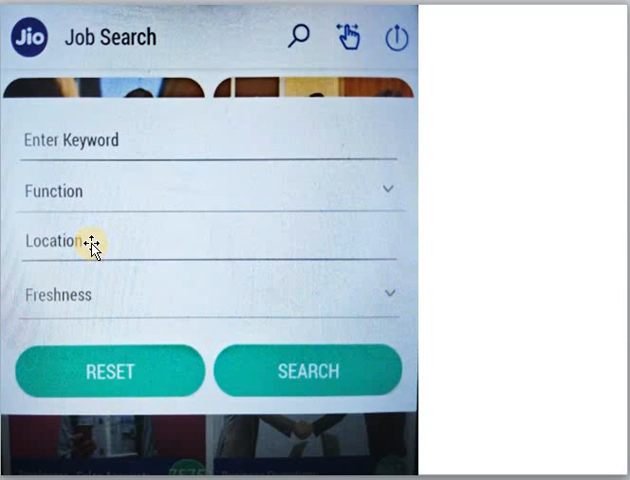 Jio Job Search
Enter Keyword
Function
Location
Freshness
RESET SEARCH